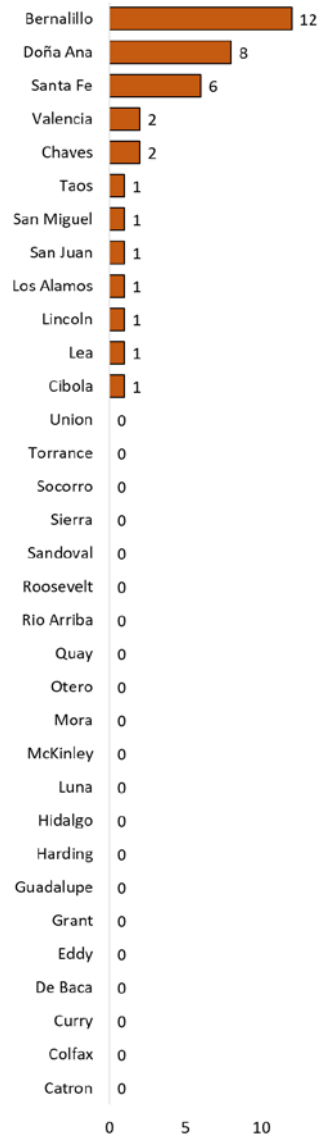 Bernalillo 12
Doña Ana 8
Santa Fe 6
Valencia 2
Chaves 2
Taos 1
San Miguel 1
San Juan 1
Los Alamos 1
Lincoln 1
Lea 1
Cibola 1
Union 0
Torrance 0
Socorro 0
Sierra 0
Sandoval 0
Roosevelt 0
Rio Arriba 0
Quay 0
Otero 0
Mora 0
McKinley 0
Luna 0
Hidalgo 0
Harding 0
Guadalupe 0
Grant 0
Eddy 0
De Baca 0
Curry 0
Colfax 0
Catron 0
0 5 10